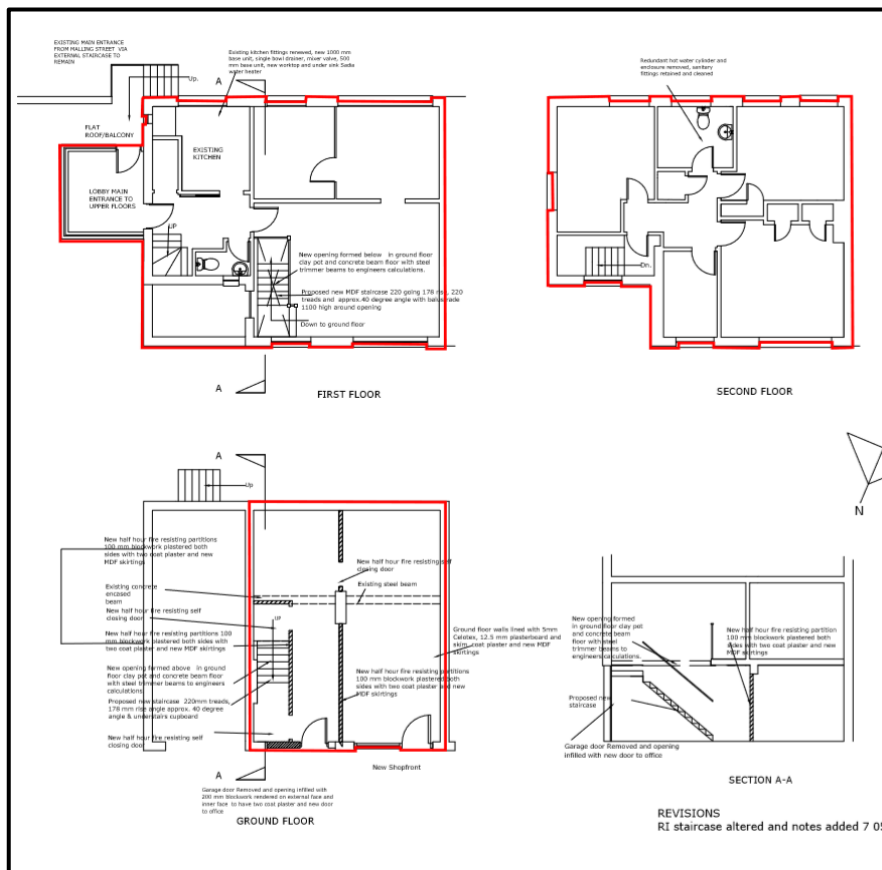 EXISTING MAIN ENTRANCE
FROM MALLING STREET VIA
EXTERNAL STAIRCASE TO
REMAIN
Existing kitchen fittings renewed, new 1000 mm
base unit, single bowl drainer, mixer valve, 500
mm base unit, new worktop and under sink Sadia
water heater
A
Up.
FLAT
ROOF/BALCONY
EXISTING
KITCHEN
LOBBY MAIN
ENTRANCE TO
UPPER FLOORS
UP
New opening formed below in ground floor
clay pot and concrete beam floor with steel
trimmer beams to engineers calculations.
Proposed new MDF staircase 220 going 178 rise, 220
treads and approx.40 degree angle with balustrade
1100 high around opening
Down to ground floor
A
FIRST FLOOR
Redundant hot water cylinder and
enclosure removed, sanitary
fittings retained and cleaned
Dn.
SECOND FLOOR
N
A
Up
New half hour fire resisting partitions
100 mm blockwork plastered both
sides with two coat plaster and new
MDF skirtings
Existing concrete
encased
beam
New half hour fire resisting self
closing door
New half hour fire resisting partitions 100
mm blockwork plastered both sides with
two coat plaster and new MDF skirtings
New opening formed above in ground
floor clay pot and concrete beam floor
with steel trimmer beams to engineers
calculations
Proposed new staircase 220mm treads,
178 mm rise angle approx. 40 degree
angle & understairs cupboard
New half hour fire resisting self
closing door
UP
New half hour fire resisting self
closing door
Existing steel beam
Ground floor walls lined with 5mm
Celotex, 12.5 mm plasterboard and
skim coat plaster and new MDF
skirtings
New half hour fire resisting partitions
100 mm blockwork plastered both
sides with two coat plaster and new
MDF skirtings
New Shopfront
A
Garage door Removed and opening infilled with
200 mm blockwork rendered on external face and
inner face to have two coat plaster and new door
to office
GROUND FLOOR
New opening formed
in ground floor clay pot
and concrete beam
floor with steel
trimmer beams to
engineers calculations.
New half hour fire resisting partition
100 mm blockwork plastered both
sides with two coat plaster and new
MDF skirtings
Proposed new
staircase
Garage door Removed and opening
infilled with new door to office
SECTION A-A
REVISIONS
RI staircase altered and notes added 7 05